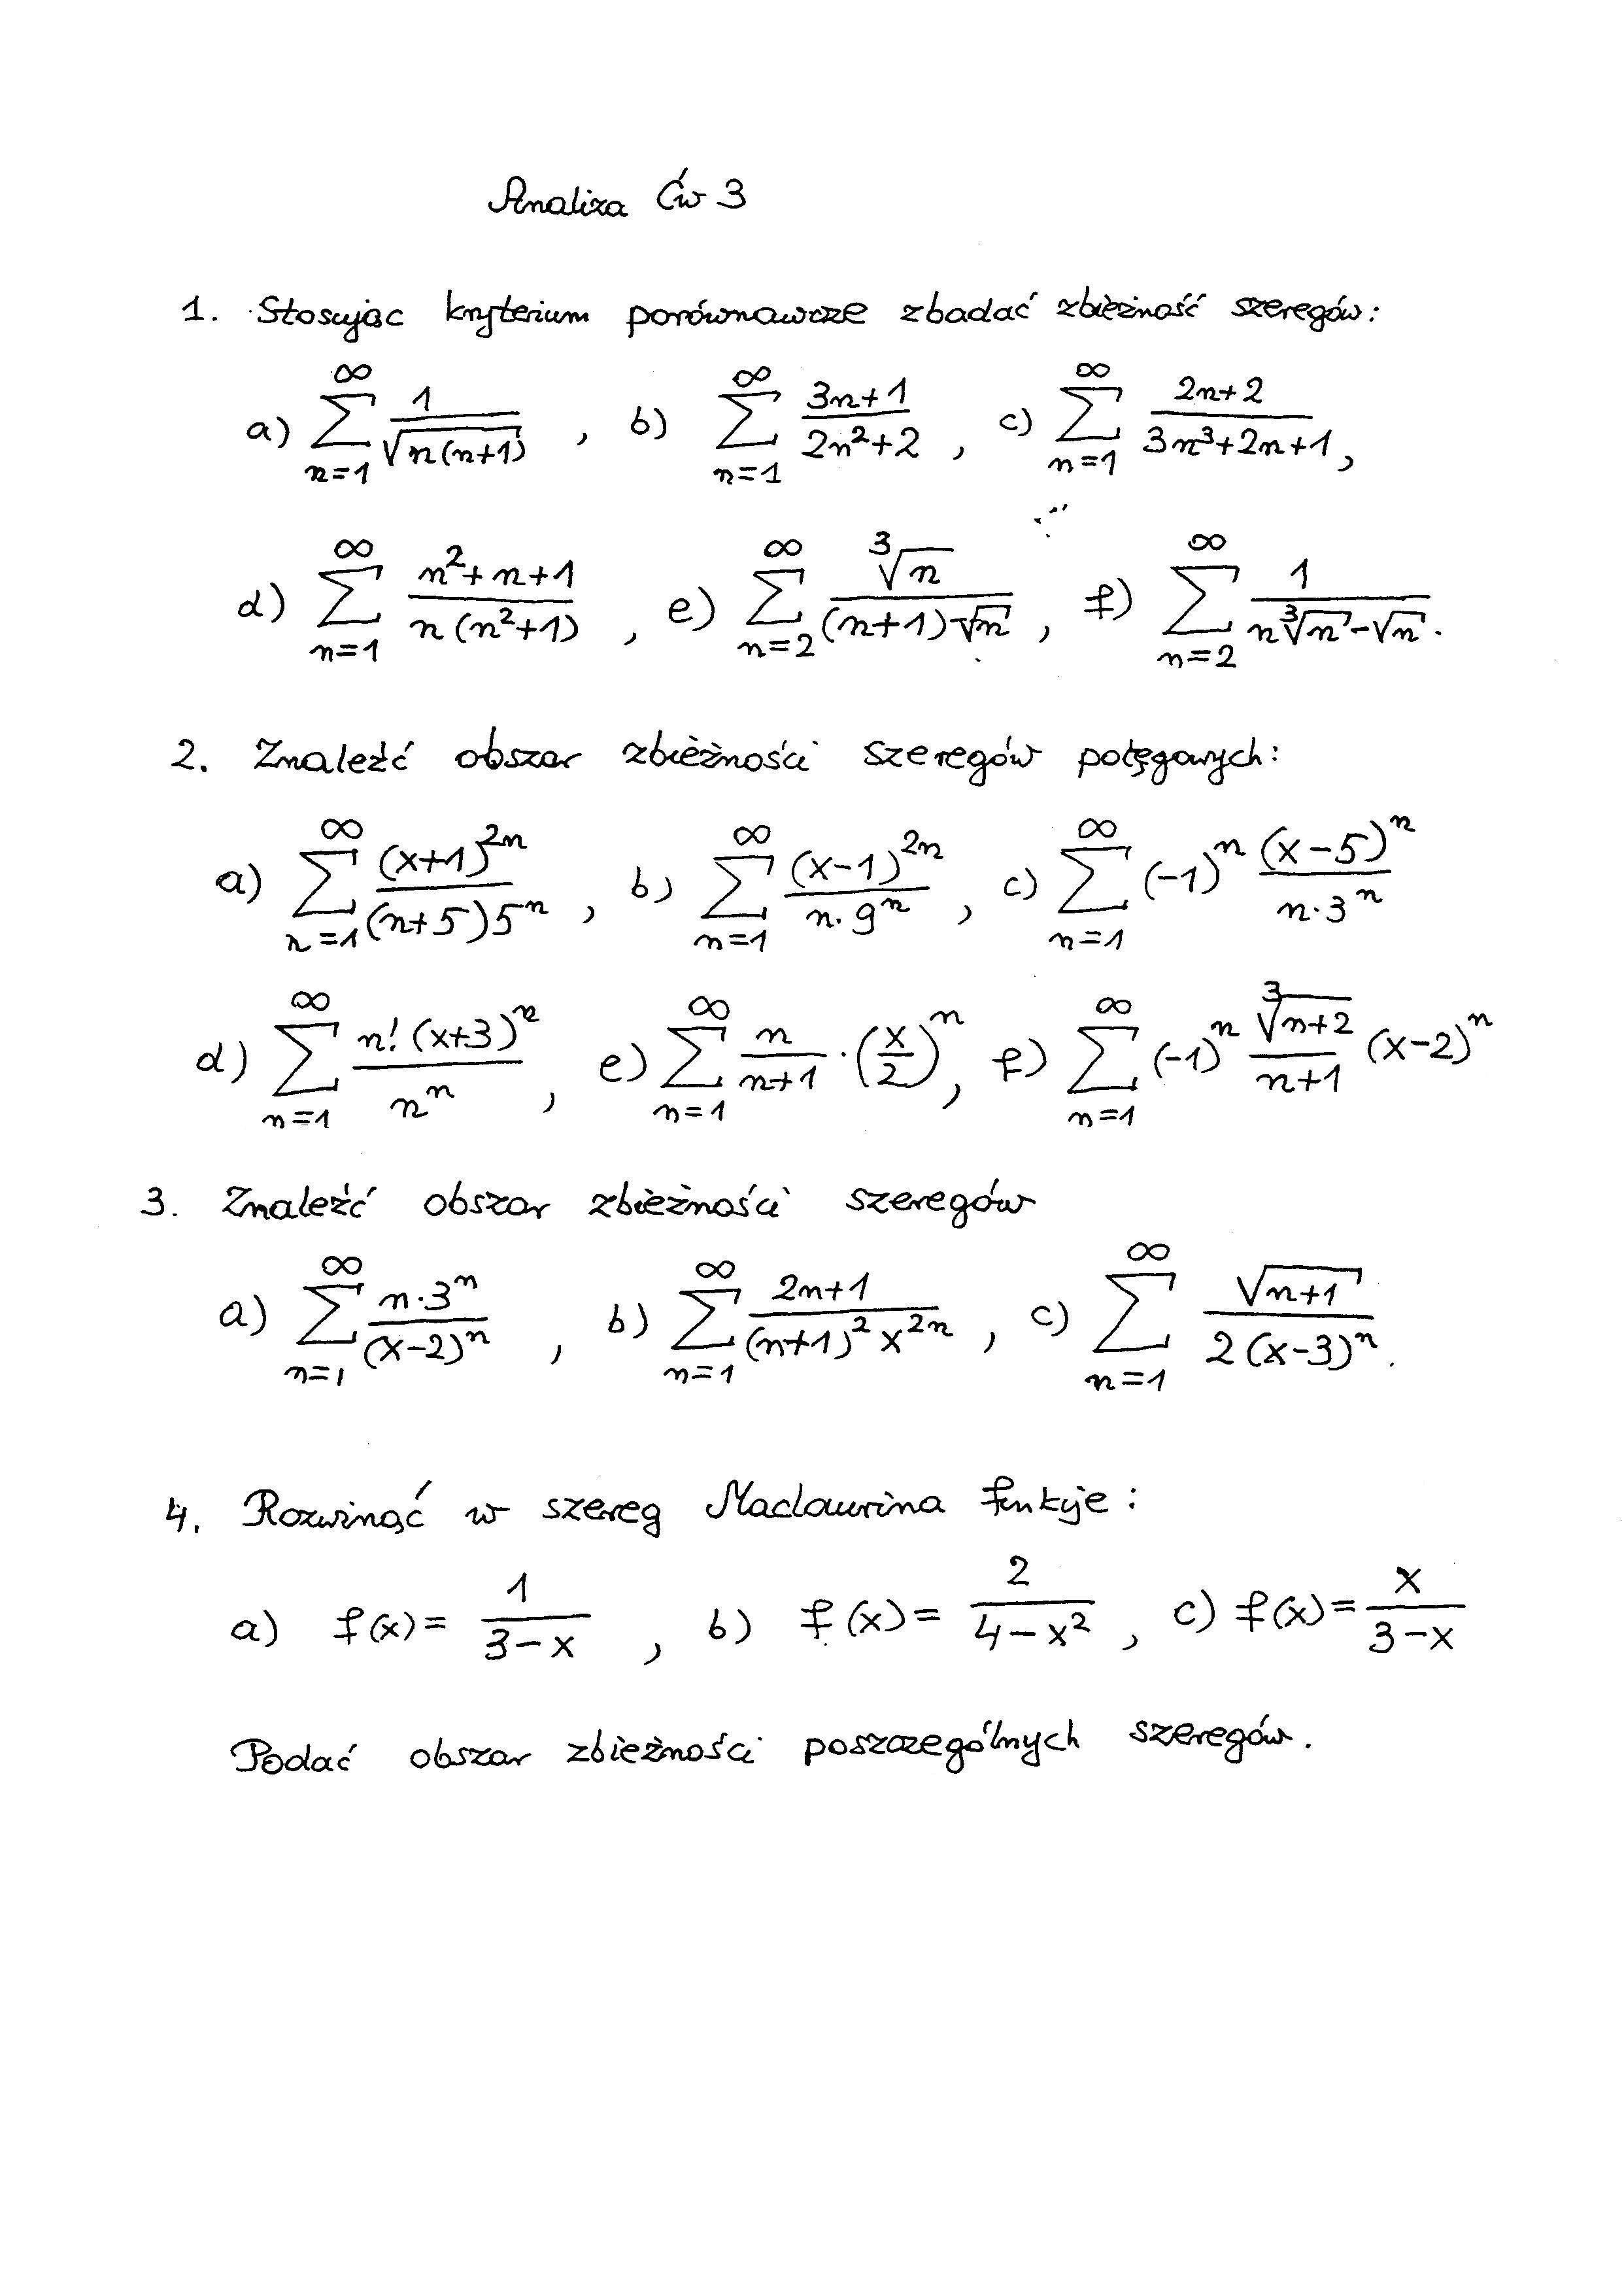 Analiza Ćw 3
1. Stosując kryterium porównawcze zbadać zbieżność szeregów:
a) $\sum_{n=1}^{\infty} \frac{1}{\sqrt{n(n+1)}}$ , b) $\sum_{n=1}^{\infty} \frac{3n+1}{2n^2+2}$ , c) $\sum_{n=1}^{\infty} \frac{2n+2}{3n^3+2n+1}$ ,
d) $\sum_{n=1}^{\infty} \frac{n^2+n+1}{n(n^2+1)}$ , e) $\sum_{n=2}^{\infty} \frac{\sqrt[3]{n}}{(n+1)\sqrt{n}}$ , f) $\sum_{n=2}^{\infty} \frac{1}{n\sqrt[3]{n}-\sqrt{n}}$ .
2. Znaleźć obszar zbieżności szeregów potęgowych:
a) $\sum_{n=1}^{\infty} \frac{(x+1)^{2n}}{(n+5)5^n}$ , b) $\sum_{n=1}^{\infty} \frac{(x-1)^{2n}}{n \cdot 9^n}$ , c) $\sum_{n=1}^{\infty} (-1)^n \frac{(x-5)^n}{n \cdot 3^n}$
d) $\sum_{n=1}^{\infty} \frac{n!(x+3)^n}{n^n}$ , e) $\sum_{n=1}^{\infty} \frac{n}{n+1} \cdot \left(\frac{x}{2}\right)^n$ , f) $\sum_{n=1}^{\infty} (-1)^n \frac{\sqrt[3]{n+2}}{n+1} (x-2)^n$
3. Znaleźć obszar zbieżności szeregów
a) $\sum_{n=1}^{\infty} \frac{n \cdot 3^n}{(x-2)^n}$ , b) $\sum_{n=1}^{\infty} \frac{2n+1}{(n+1)^2 x^{2n}}$ , c) $\sum_{n=1}^{\infty} \frac{\sqrt{n+1}}{2(x-3)^n}$ .
4. Rozwinąć w szereg Maclaurina funkcje:
a) $f(x) = \frac{1}{3-x}$ , b) $f(x) = \frac{2}{4-x^2}$ , c) $f(x) = \frac{x}{3-x}$
Podać obszar zbieżności poszczególnych szeregów.